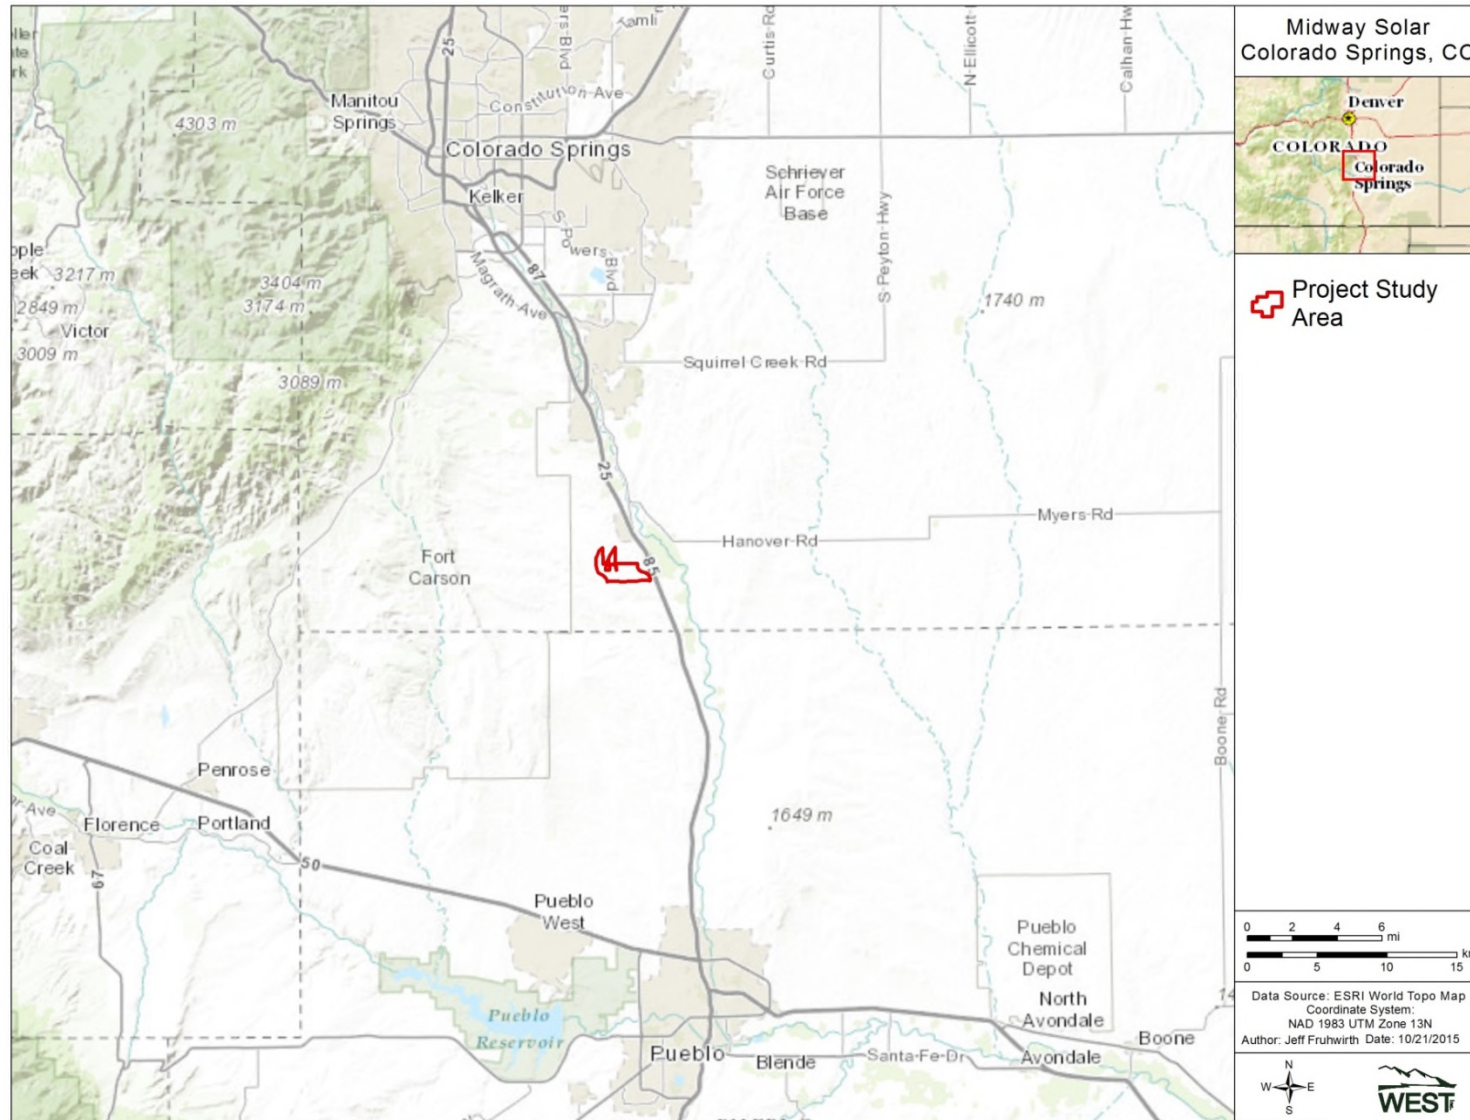 25
Curtis Rd
N Ellicott
Calhan Hw
Constitution Ave
Manitou
Springs
4303 m
Colorado Springs
Schriever
Air Force
Base
Kelker
S Powers Blvd
87
Magrath Ave
S Peyton Hwy
3217 m
3404 m
3174 m
2849 m
Victor
3009 m
1740 m
Squirrel Creek Rd
3089 m
25
Myers Rd
Hanover Rd
Fort
Carson
85
Boone Rd
Penrose
1649 m
Florence
Portland
Coal
Creek
67
50
Pueblo
West
Pueblo
Chemical
Depot
North
Avondale
Pueblo
Reservoir
Pueblo
Blende
Santa Fe Dr
Avondale
Boone
Midway Solar
Colorado Springs, CO
Denver
COLORADO
Colorado
Springs
Project Study
Area
0 2 4 6
mi
0 5 10 15
Data Source: ESRI World Topo Map
Coordinate System:
NAD 1983 UTM Zone 13N
Author: Jeff Fruhwirth Date: 10/21/2015
N
W E
S
WEST